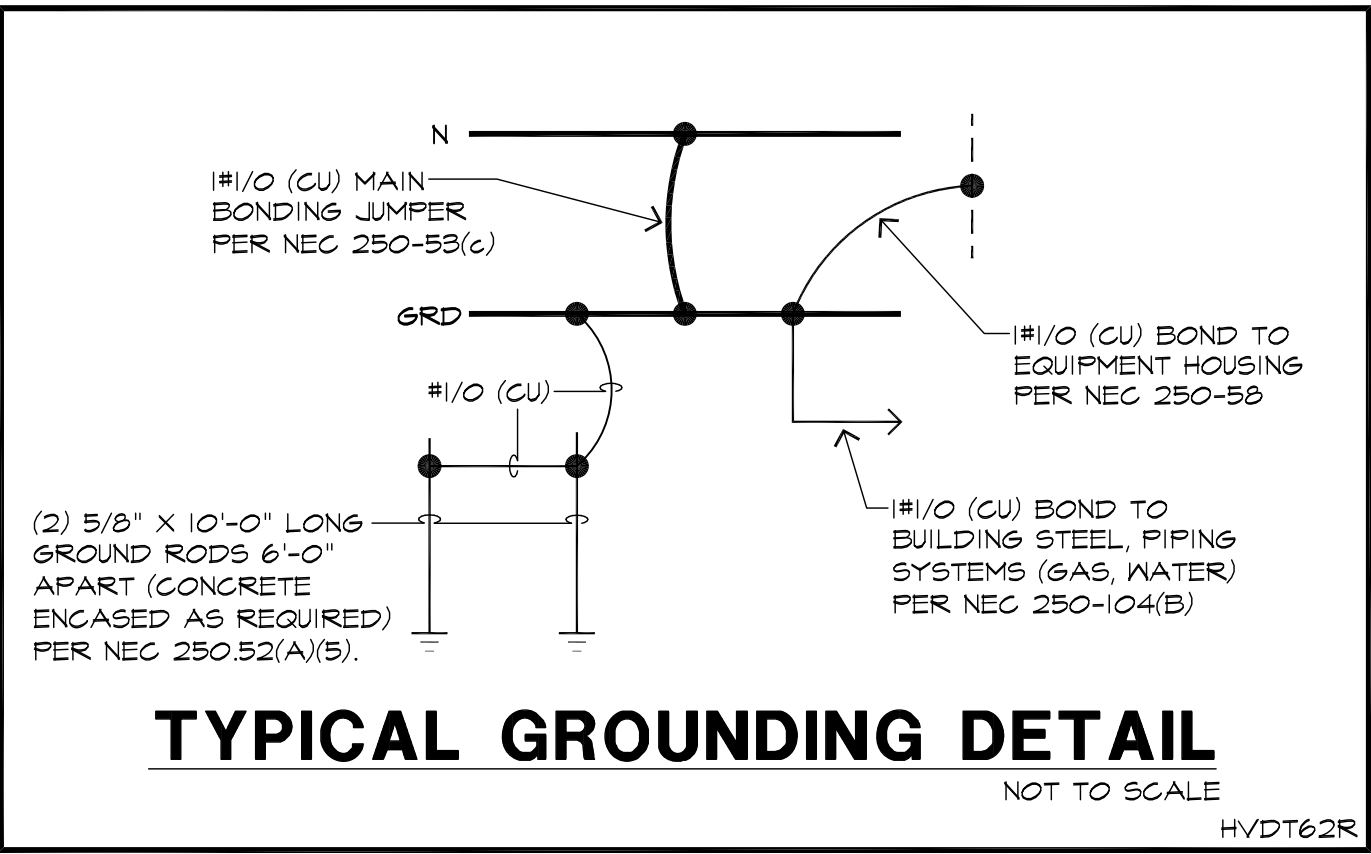 N
1#1/0 (CU) MAIN
BONDING JUMPER
PER NEC 250-53(c)
GRD
1#1/0 (CU) BOND TO
EQUIPMENT HOUSING
PER NEC 250-58
#1/0 (CU)
1#1/0 (CU) BOND TO
BUILDING STEEL, PIPING
SYSTEMS (GAS, WATER)
PER NEC 250-104(B)
(2) 5/8" X 10'-0" LONG
GROUND RODS 6'-0"
APART (CONCRETE
ENCASED AS REQUIRED)
PER NEC 250.52(A)(5).
TYPICAL GROUNDING DETAIL
NOT TO SCALE
HVDT62R